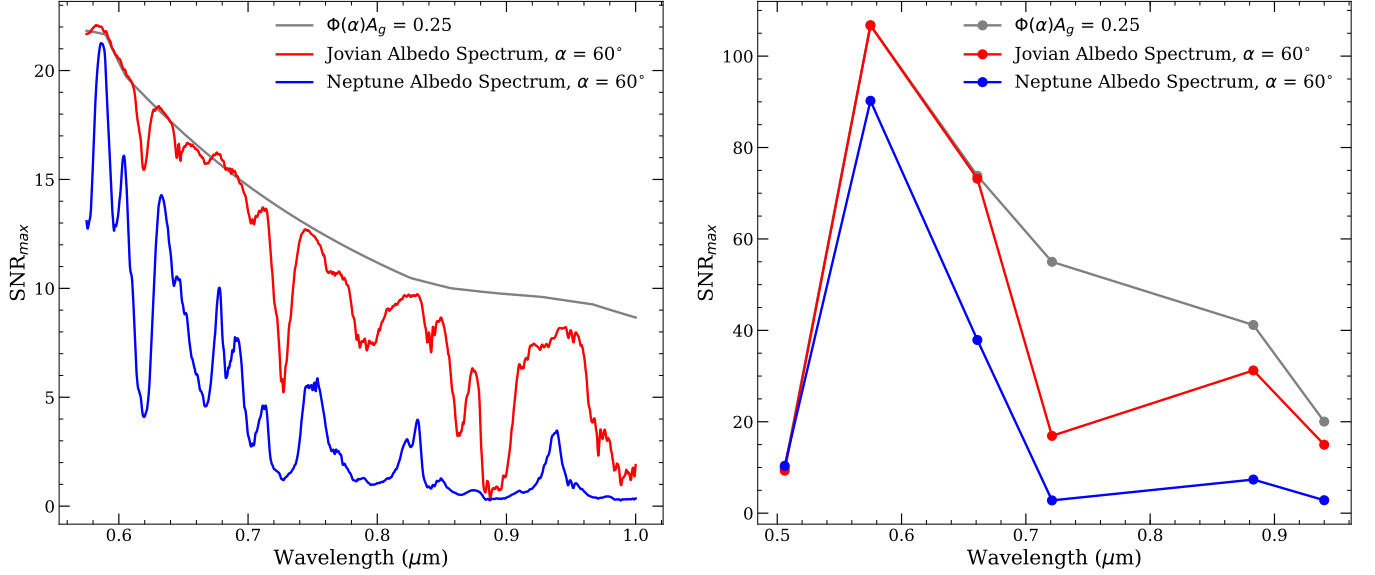 Φ(α)A_g = 0.25
Jovian Albedo Spectrum, α = 60°
Neptune Albedo Spectrum, α = 60°
SNR_max
20
15
10
5
0
0.6
0.7
0.8
0.9
1.0
Wavelength (μm)
Φ(α)A_g = 0.25
Jovian Albedo Spectrum, α = 60°
Neptune Albedo Spectrum, α = 60°
SNR_max
100
80
60
40
20
0
0.5
0.6
0.7
0.8
0.9
Wavelength (μm)